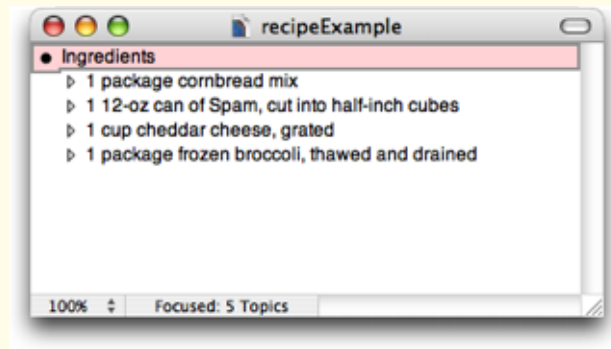 recipeExample
Ingredients
1 package cornbread mix
1 12-oz can of Spam, cut into half-inch cubes
1 cup cheddar cheese, grated
1 package frozen broccoli, thawed and drained
100% Focused: 5 Topics